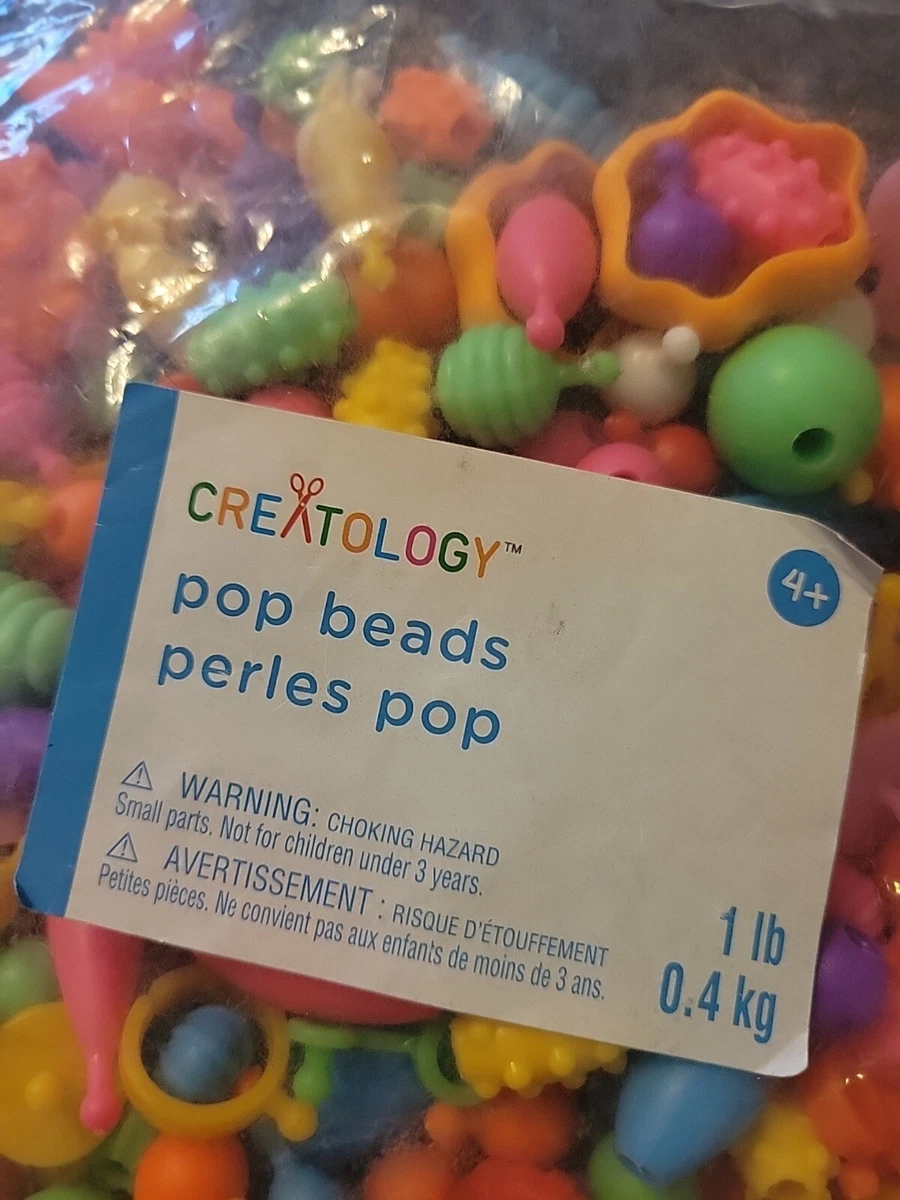 CREATOLOGY™
4+
pop beads
perles pop
⚠ WARNING: CHOKING HAZARD
Small parts. Not for children under 3 years.
⚠ AVERTISSEMENT : RISQUE D'ÉTOUFFEMENT
Petites pièces. Ne convient pas aux enfants de moins de 3 ans.
1 lb
0.4 kg